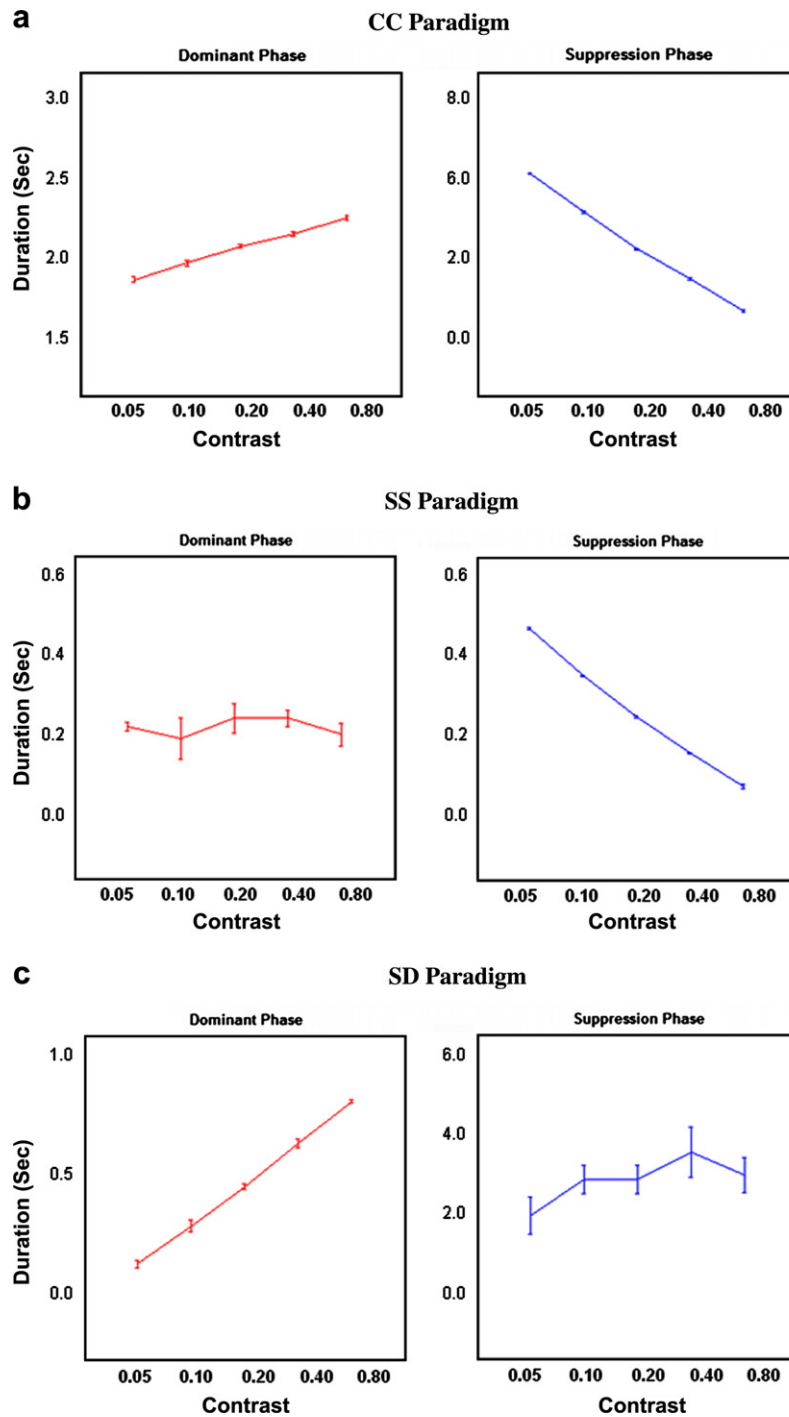 a
CC Paradigm
Dominant Phase
Suppression Phase
3.0
2.5
2.0
1.5
Duration (Sec)
8.0
6.0
2.0
0.0
0.05 0.10 0.20 0.40 0.80
0.05 0.10 0.20 0.40 0.80
Contrast
Contrast
b
SS Paradigm
Dominant Phase
Suppression Phase
0.6
0.4
0.2
0.0
Duration (Sec)
0.6
0.4
0.2
0.0
0.05 0.10 0.20 0.40 0.80
0.05 0.10 0.20 0.40 0.80
Contrast
Contrast
c
SD Paradigm
Dominant Phase
Suppression Phase
1.0
0.5
0.0
Duration (Sec)
6.0
4.0
2.0
0.0
0.05 0.10 0.20 0.40 0.80
0.05 0.10 0.20 0.40 0.80
Contrast
Contrast